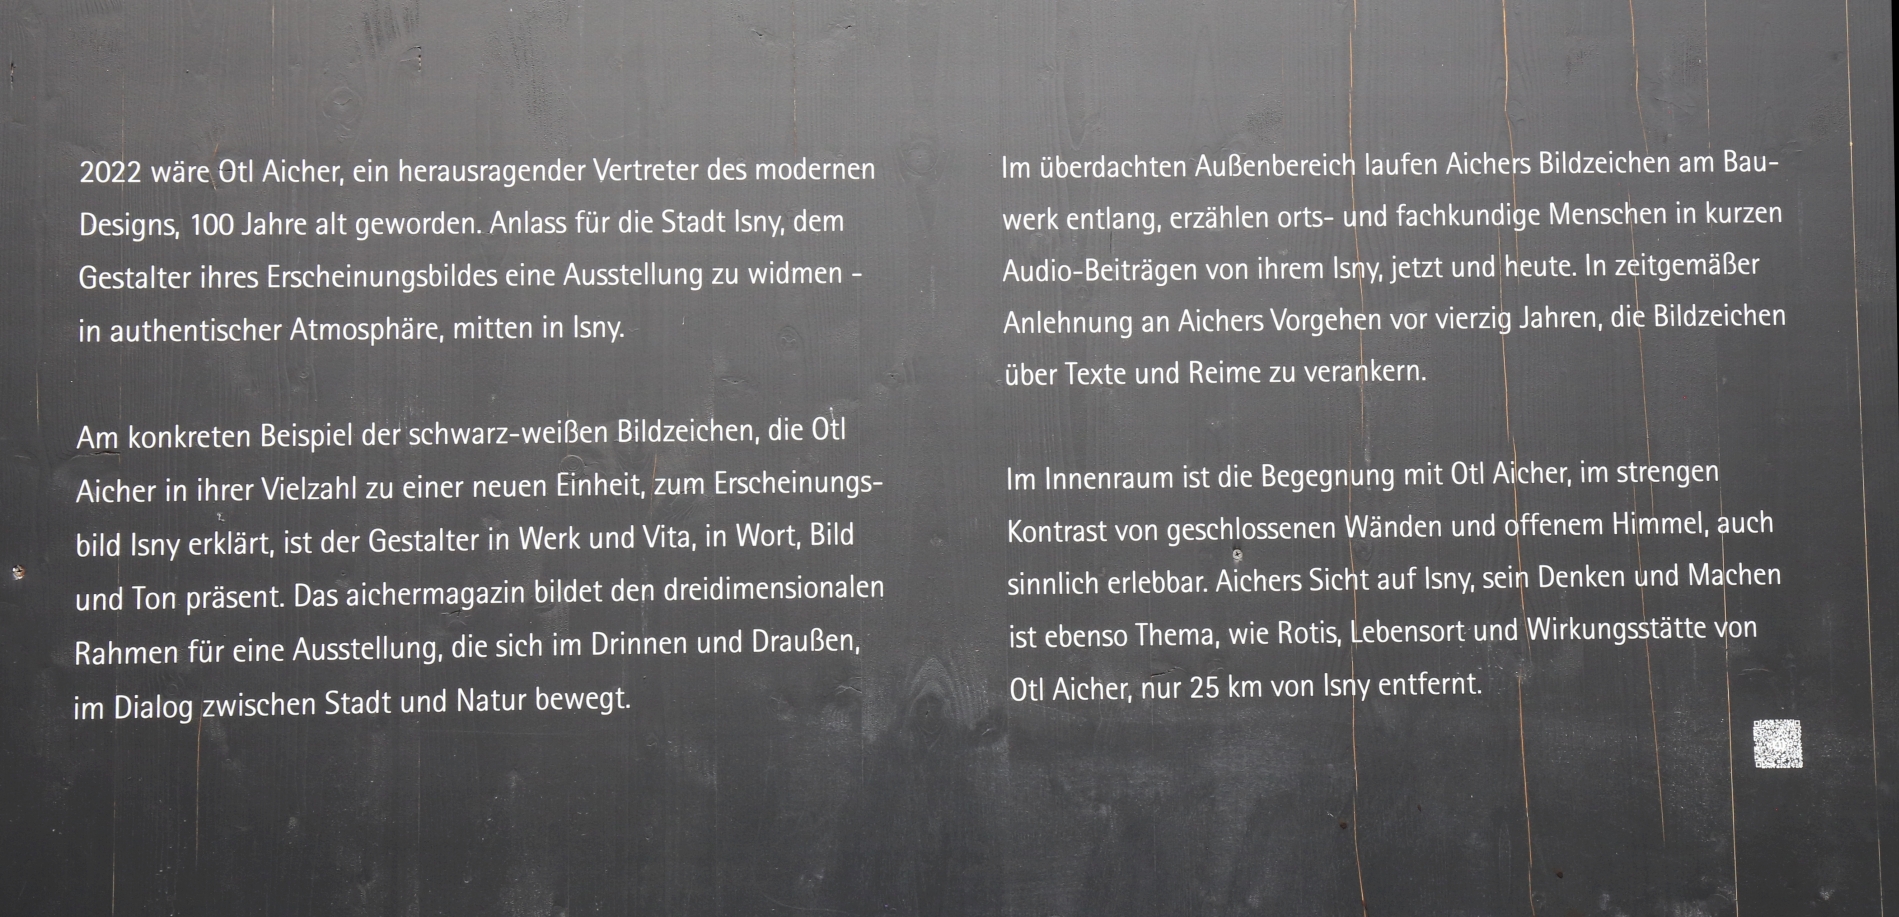 2022 wäre Otl Aicher, ein herausragender Vertreter des modernen
Designs, 100 Jahre alt geworden. Anlass für die Stadt Isny, dem
Gestalter ihres Erscheinungsbildes eine Ausstellung zu widmen -
in authentischer Atmosphäre, mitten in Isny.
Am konkreten Beispiel der schwarz-weißen Bildzeichen, die Otl
Aicher in ihrer Vielzahl zu einer neuen Einheit, zum Erscheinungs-
bild Isny erklärt, ist der Gestalter in Werk und Vita, in Wort, Bild
und Ton präsent. Das aichermagazin bildet den dreidimensionalen
Rahmen für eine Ausstellung, die sich im Drinnen und Draußen,
im Dialog zwischen Stadt und Natur bewegt.
Im überdachten Außenbereich laufen Aichers Bildzeichen am Bau-
werk entlang, erzählen orts- und fachkundige Menschen in kurzen
Audio-Beiträgen von ihrem Isny, jetzt und heute. In zeitgemäßer
Anlehnung an Aichers Vorgehen vor vierzig Jahren, die Bildzeichen
über Texte und Reime zu verankern.
Im Innenraum ist die Begegnung mit Otl Aicher, im strengen
Kontrast von geschlossenen Wänden und offenem Himmel, auch
sinnlich erlebbar. Aichers Sicht auf Isny, sein Denken und Machen
ist ebenso Thema, wie Rotis, Lebensort und Wirkungsstätte von
Otl Aicher, nur 25 km von Isny entfernt.